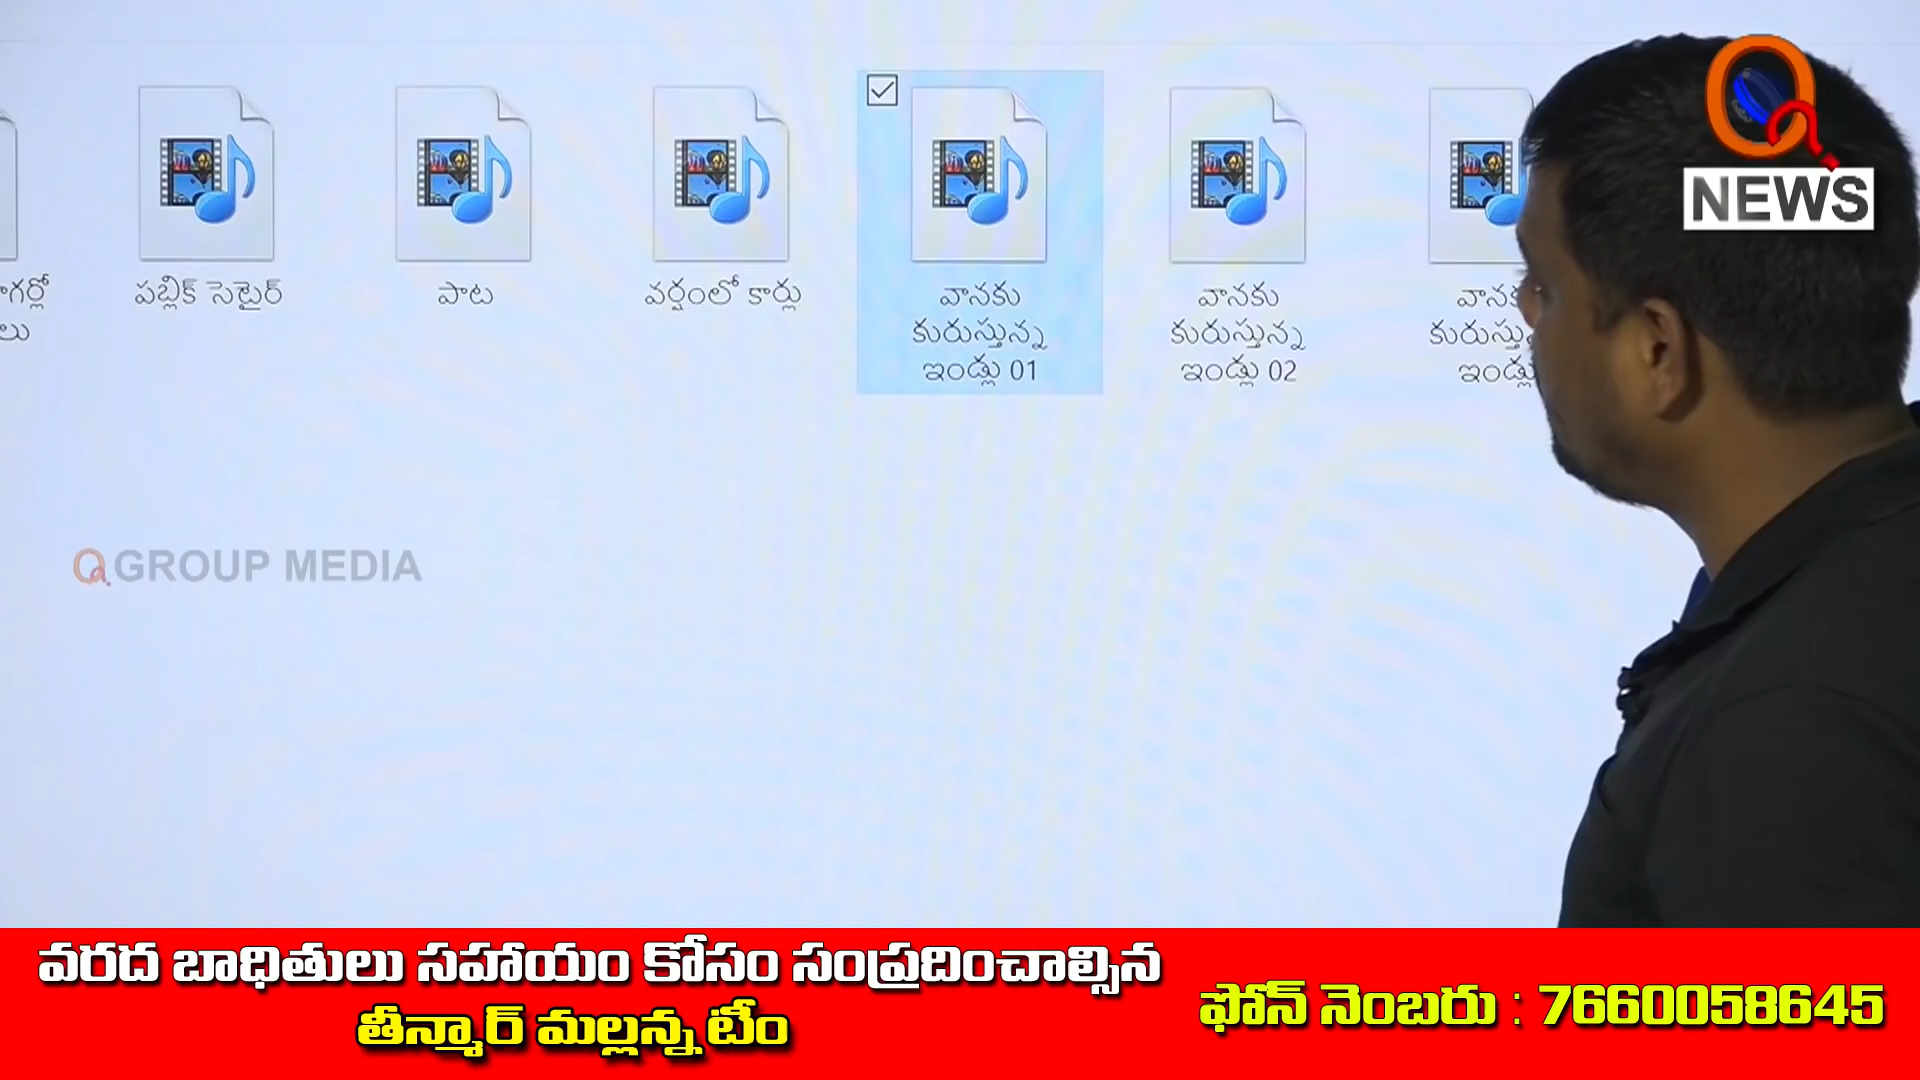 NEWS
పబ్లిక్ సెటైర్
పాట
వర్షంలో కార్లు
వానకు
కురుస్తున్న
ఇండ్లు 01
వానకు
కురుస్తున్న
ఇండ్లు 02
ఇండ్లు
GROUP MEDIA
వరద బాధితులు సహాయం కోసం సంప్రదించాల్సిన
తీన్మార్ మల్లన్న టీం
ఫోన్ నెంబరు : 7660058645